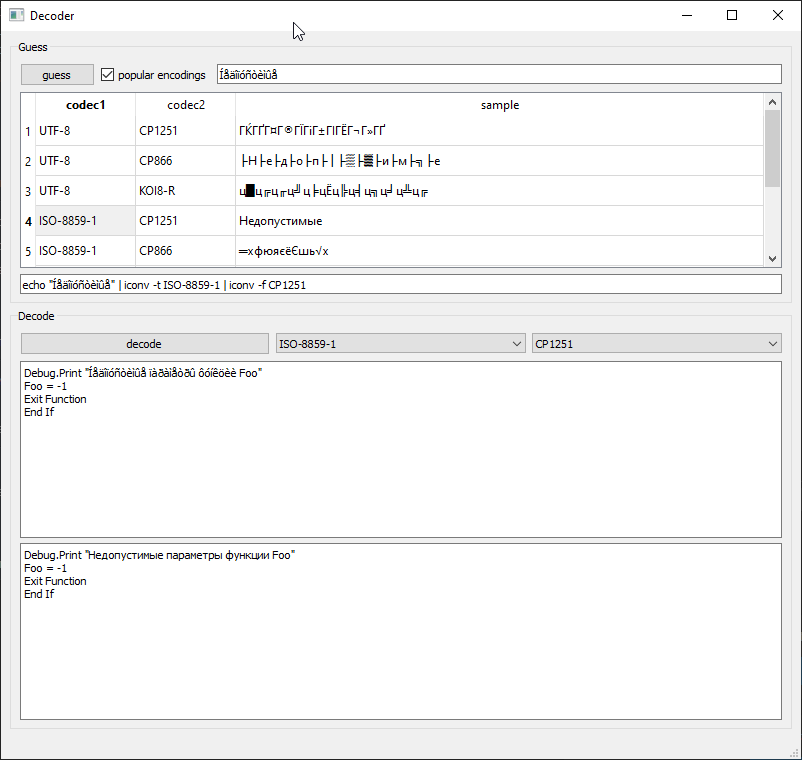 Decoder
Guess
guess popular encodings Íåäîïóñòèìûå
codec1 codec2 sample
1 UTF-8 CP1251 ГЌГҐГ¤Г®ГЇГіГ±ГІГЁГ¬Г»ГҐ
2 UTF-8 CP866
3 UTF-8 KOI8-R
4 ISO-8859-1 CP1251 Недопустимые
5 ISO-8859-1 CP866 ═хфюяєёЄшь√х
echo "Íåäîïóñòèìûå" | iconv -t ISO-8859-1 | iconv -f CP1251
Decode
decode ISO-8859-1 CP1251
Debug.Print "Íåäîïóñòèìûå ïàðàìåòðû ôóíêöèè Foo"
Foo = -1
Exit Function
End If
Debug.Print "Недопустимые параметры функции Foo"
Foo = -1
Exit Function
End If